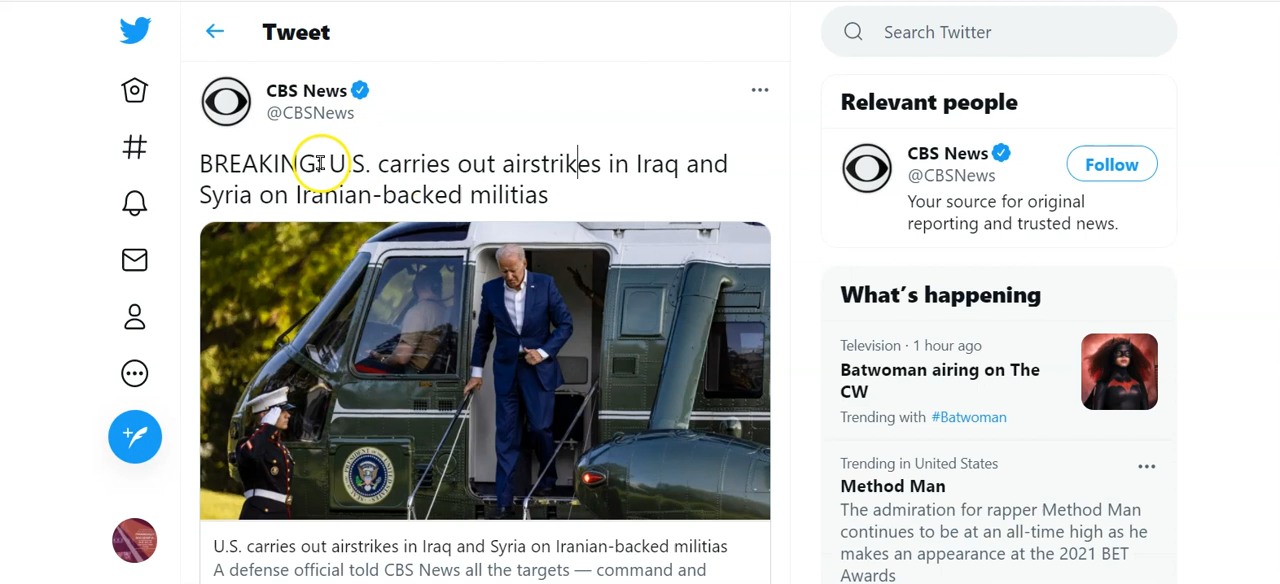 Tweet
CBS News
@CBSNews
BREAKING: U.S. carries out airstrikes in Iraq and
Syria on Iranian-backed militias
U.S. carries out airstrikes in Iraq and Syria on Iranian-backed militias
A defense official told CBS News all the targets — command and
Search Twitter
Relevant people
CBS News
@CBSNews
Follow
Your source for original
reporting and trusted news.
What's happening
Television · 1 hour ago
Batwoman airing on The
CW
Trending with #Batwoman
Trending in United States
Method Man
The admiration for rapper Method Man
continues to be at an all-time high as he
makes an appearance at the 2021 BET
Awards